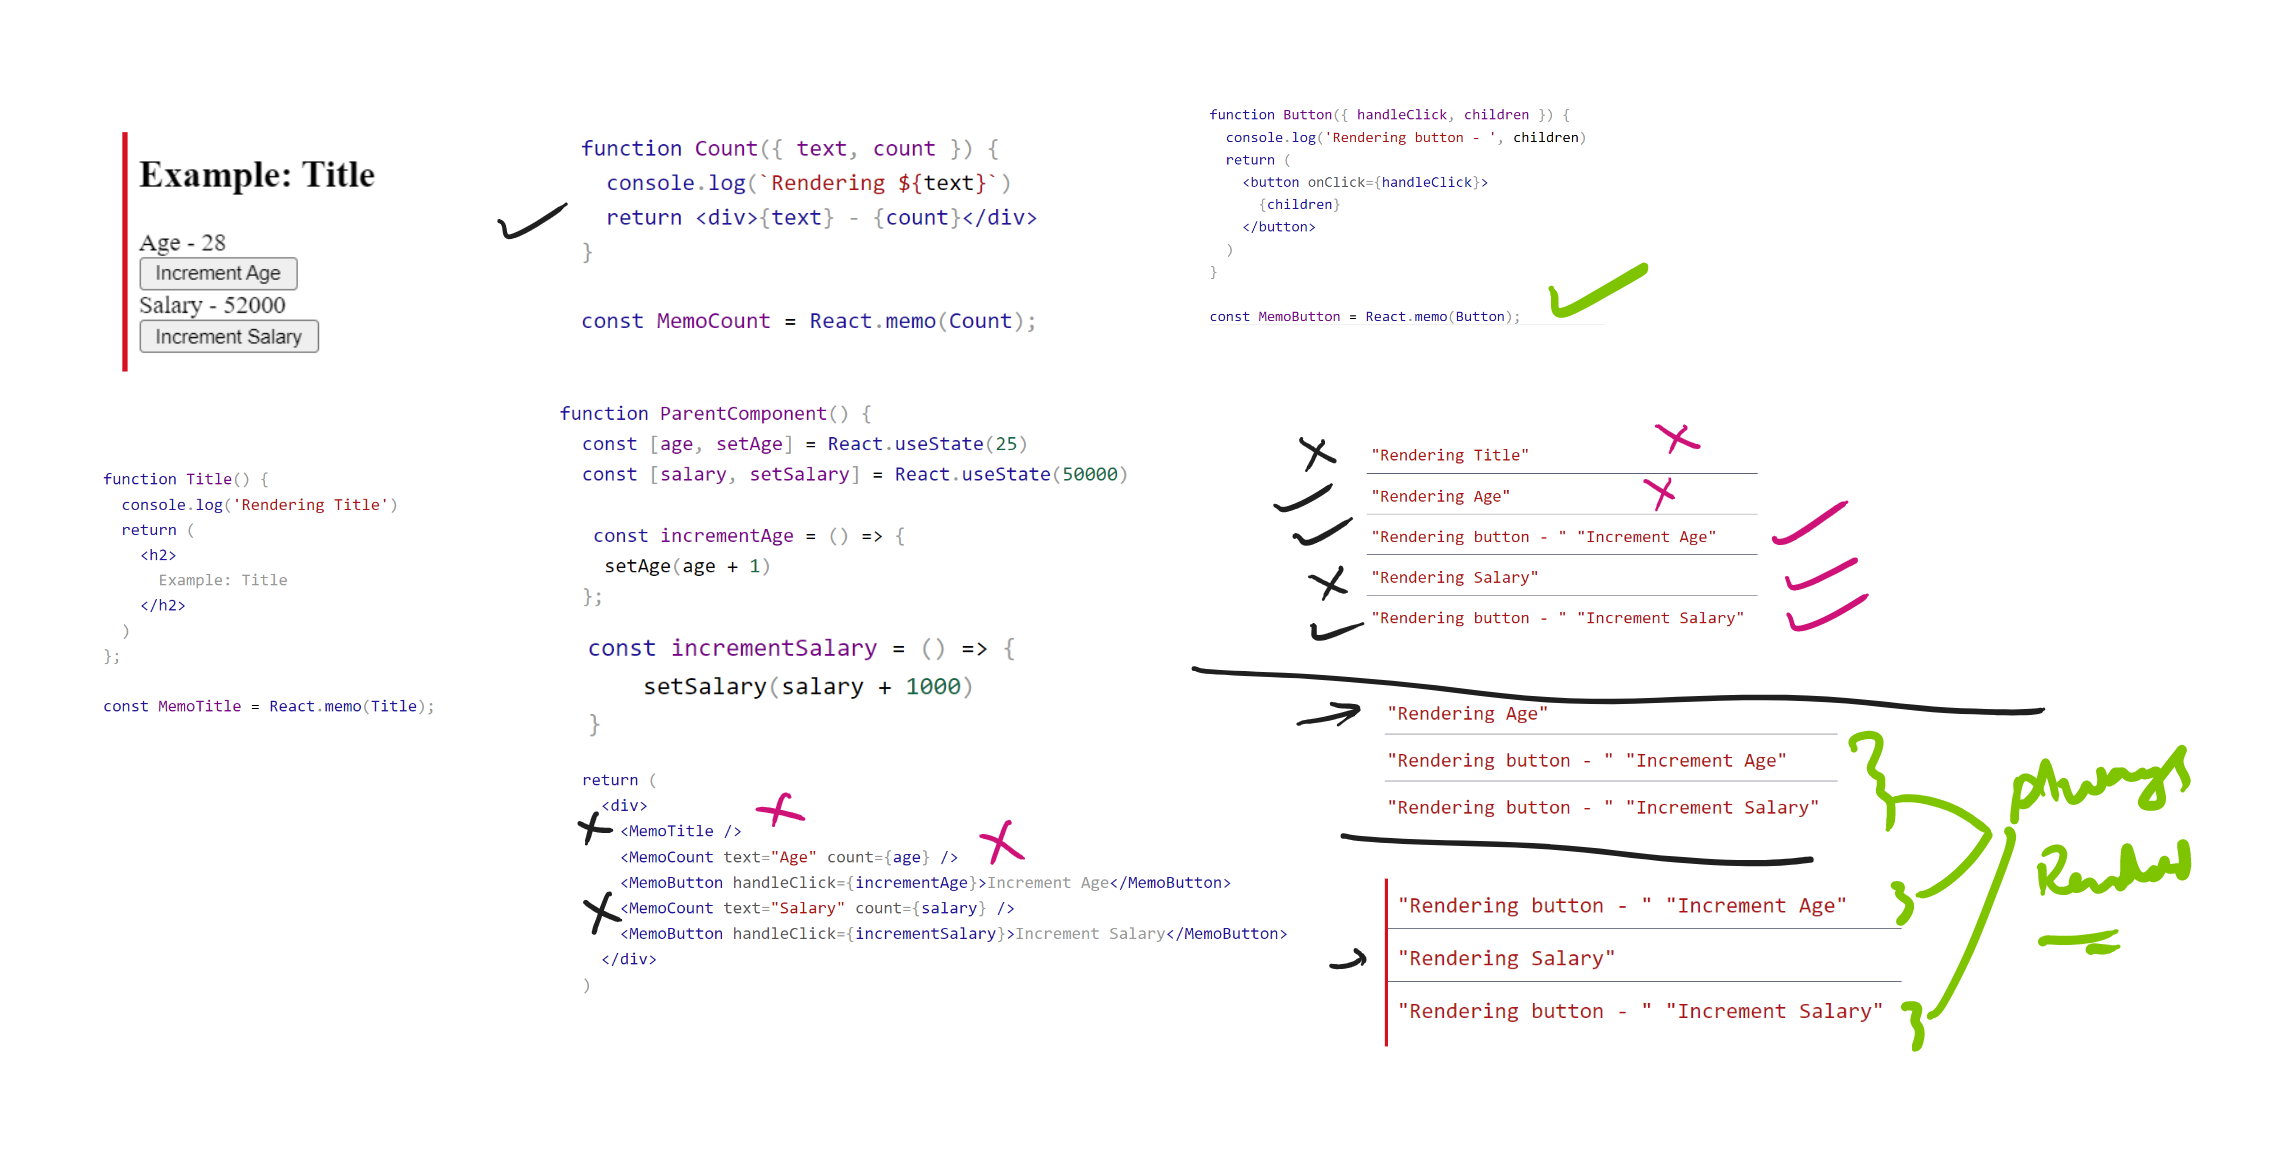 Example: Title
Age - 28
Increment Age
Salary - 52000
Increment Salary
function Title() {
console.log('Rendering Title')
return (
<h2>
Example: Title
</h2>
)
};
const MemoTitle = React.memo(Title);
function Count({ text, count }) {
console.log(`Rendering ${text}`)
return <div>{text} - {count}</div>
}
const MemoCount = React.memo(Count);
function ParentComponent() {
const [age, setAge] = React.useState(25)
const [salary, setSalary] = React.useState(50000)
const incrementAge = () => {
setAge(age + 1)
};
const incrementSalary = () => {
setSalary(salary + 1000)
}
return (
<div>
<MemoTitle />
<MemoCount text="Age" count={age} />
<MemoButton handleClick={incrementAge}>Increment Age</MemoButton>
<MemoCount text="Salary" count={salary} />
<MemoButton handleClick={incrementSalary}>Increment Salary</MemoButton>
</div>
)
function Button({ handleClick, children }) {
console.log('Rendering button - ', children)
return (
<button onClick={handleClick}>
{children}
</button>
)
}
const MemoButton = React.memo(Button);
"Rendering Title"
"Rendering Age"
"Rendering button - " "Increment Age"
"Rendering Salary"
"Rendering button - " "Increment Salary"
"Rendering Age"
"Rendering button - " "Increment Age"
"Rendering button - " "Increment Salary"
"Rendering button - " "Increment Age"
"Rendering Salary"
"Rendering button - " "Increment Salary"
Always